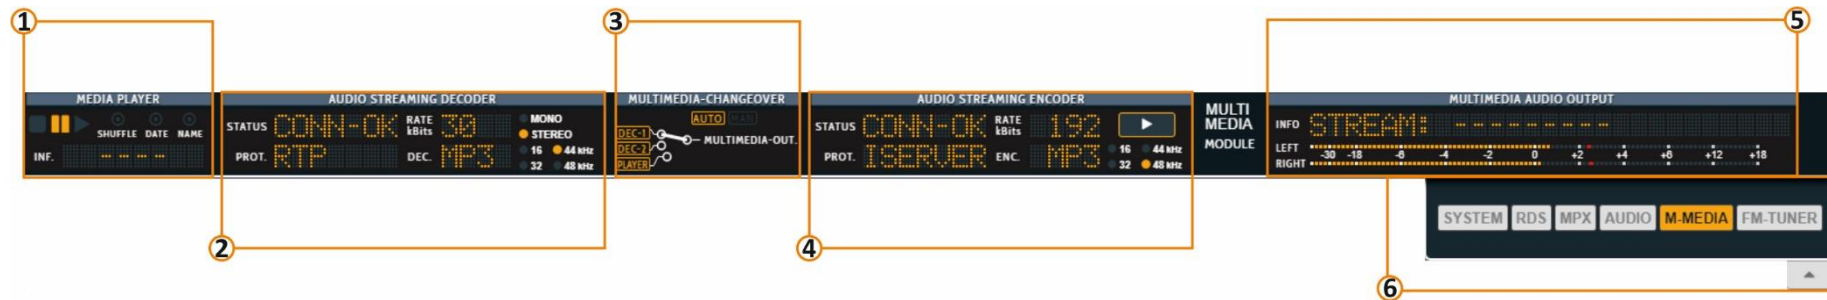 1
3
5
MEDIA PLAYER
SHUFFLE DATE NAME
INF. ----
AUDIO STREAMING DECODER
STATUS CONN-OK RATE kBits 30
PROT. RTP DEC. MP3
MONO
STEREO
16 44 kHz
32 48 kHz
MULTIMEDIA-CHANGEOVER
AUTO MAN
DEC-1
DEC-2
PLAYER
MULTIMEDIA-OUT.
AUDIO STREAMING ENCODER
STATUS CONN-OK RATE kBits 192
PROT. ISERVER ENC. MP3
16 44 kHz
32 48 kHz
MULTI
MEDIA
MODULE
MULTIMEDIA AUDIO OUTPUT
INFO STREAM: ---------
LEFT
-30 -18 -6 -4 -2 0 +2 +4 +6 +12 +18
RIGHT
SYSTEM RDS MPX AUDIO M-MEDIA FM-TUNER
2
4
6